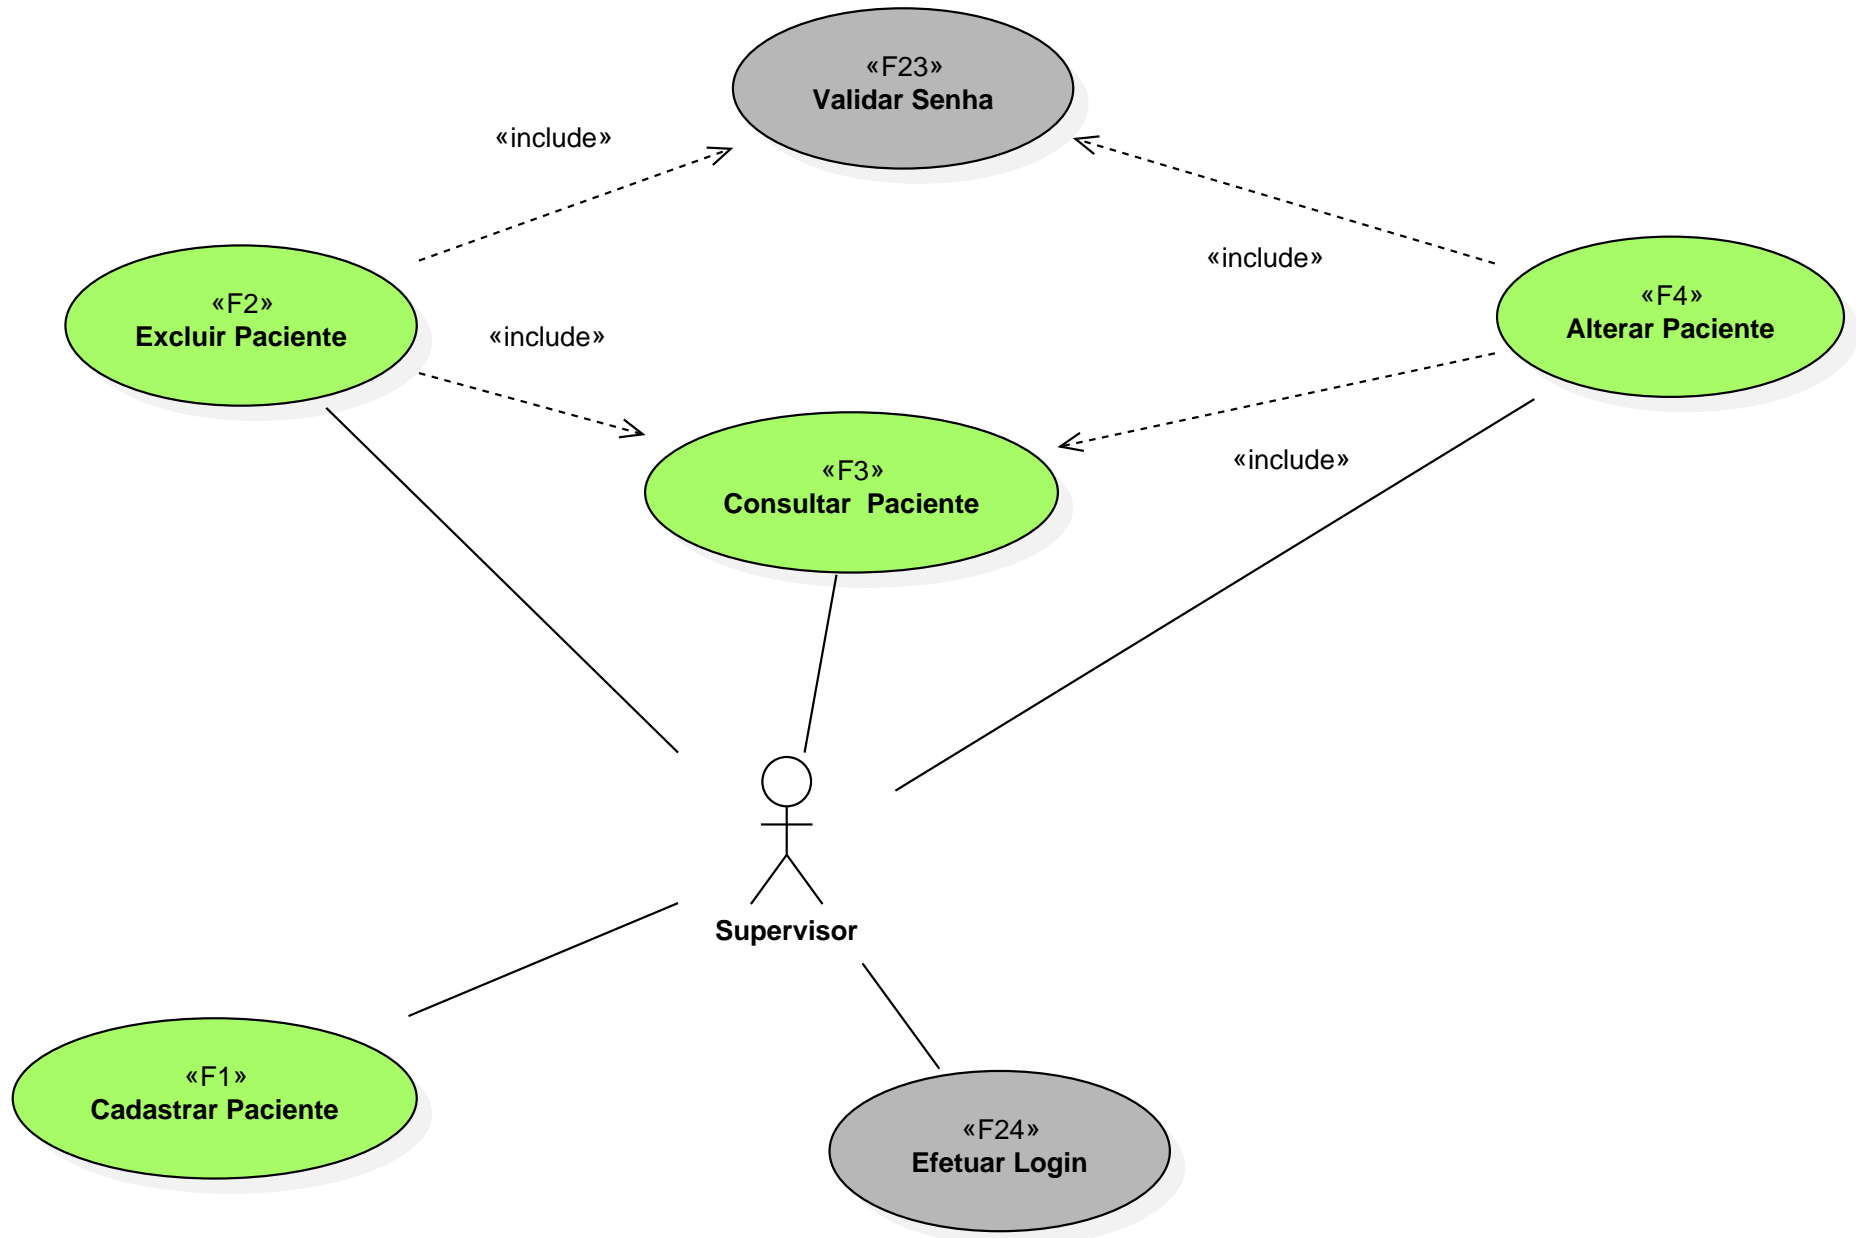 «F23»
Validar Senha
«include»
«include»
«F2»
Excluir Paciente
«F4»
Alterar Paciente
«include»
«include»
«F3»
Consultar  Paciente
Supervisor
«F1»
Cadastrar Paciente
«F24»
Efetuar Login